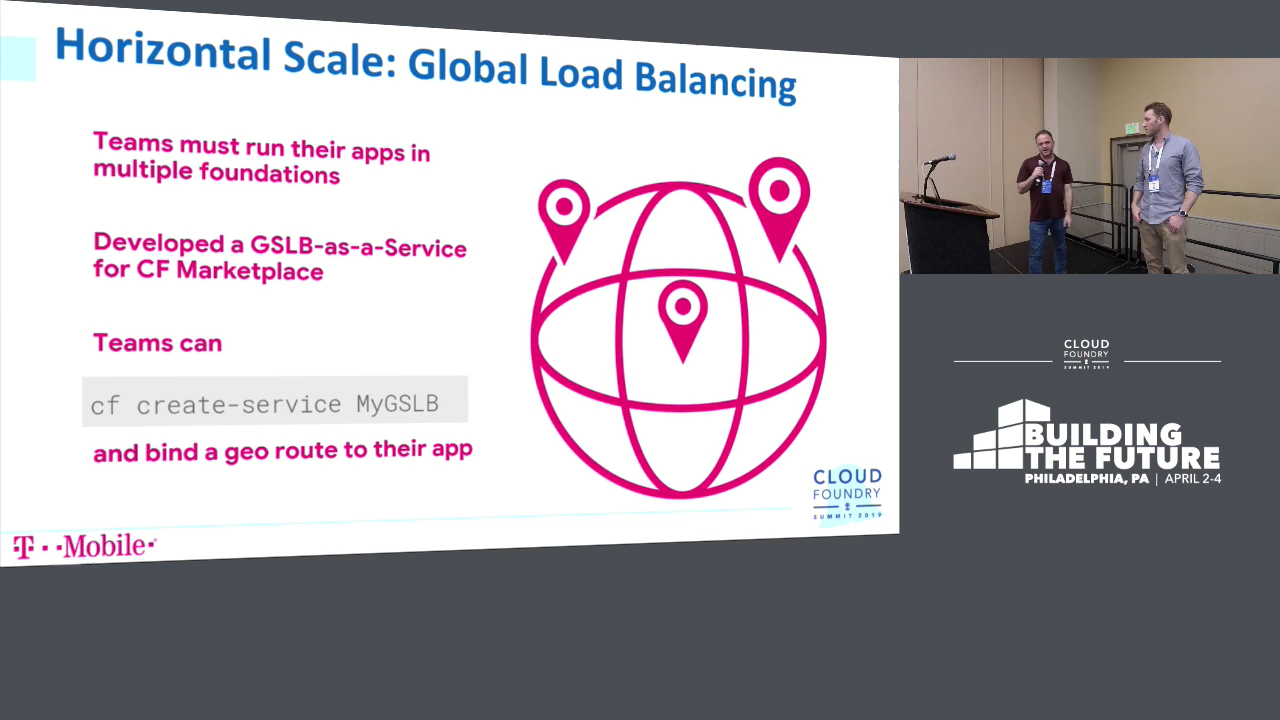 Horizontal Scale: Global Load Balancing
Teams must run their apps in
multiple foundations
Developed a GSLB-as-a-Service
for CF Marketplace
Teams can
cf create-service MyGSLB
and bind a geo route to their app
CLOUD
FOUNDRY
SUMMIT 2019
T··Mobile·
CLOUD
FOUNDRY
SUMMIT 2019
BUILDING
THE FUTURE
PHILADELPHIA, PA | APRIL 2-4